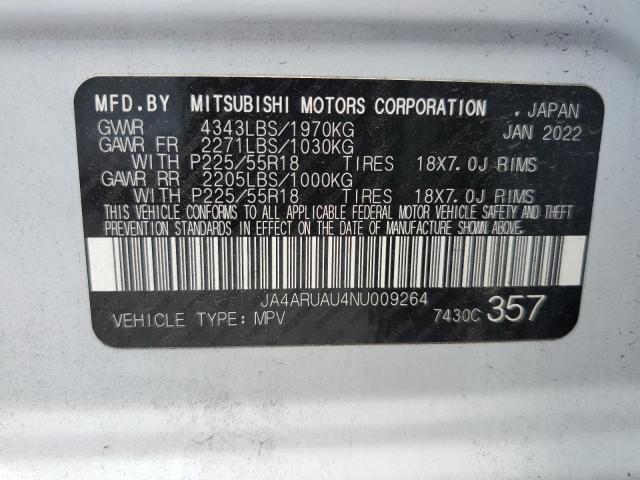 MFD.BY MITSUBISHI MOTORS CORPORATION , JAPAN
GVWR 4343LBS/1970KG JAN 2022
GAWR FR 2271LBS/1030KG
WITH P225/55R18 TIRES 18X7.0J RIMS
GAWR RR 2205LBS/1000KG
WITH P225/55R18 TIRES 18X7.0J RIMS
THIS VEHICLE CONFORMS TO ALL APPLICABLE FEDERAL MOTOR VEHICLE SAFETY AND THEFT
PREVENTION STANDARDS IN EFFECT ON THE DATE OF MANUFACTURE SHOWN ABOVE.
JA4ARUAU4NU009264
VEHICLE TYPE: MPV 7430C 357